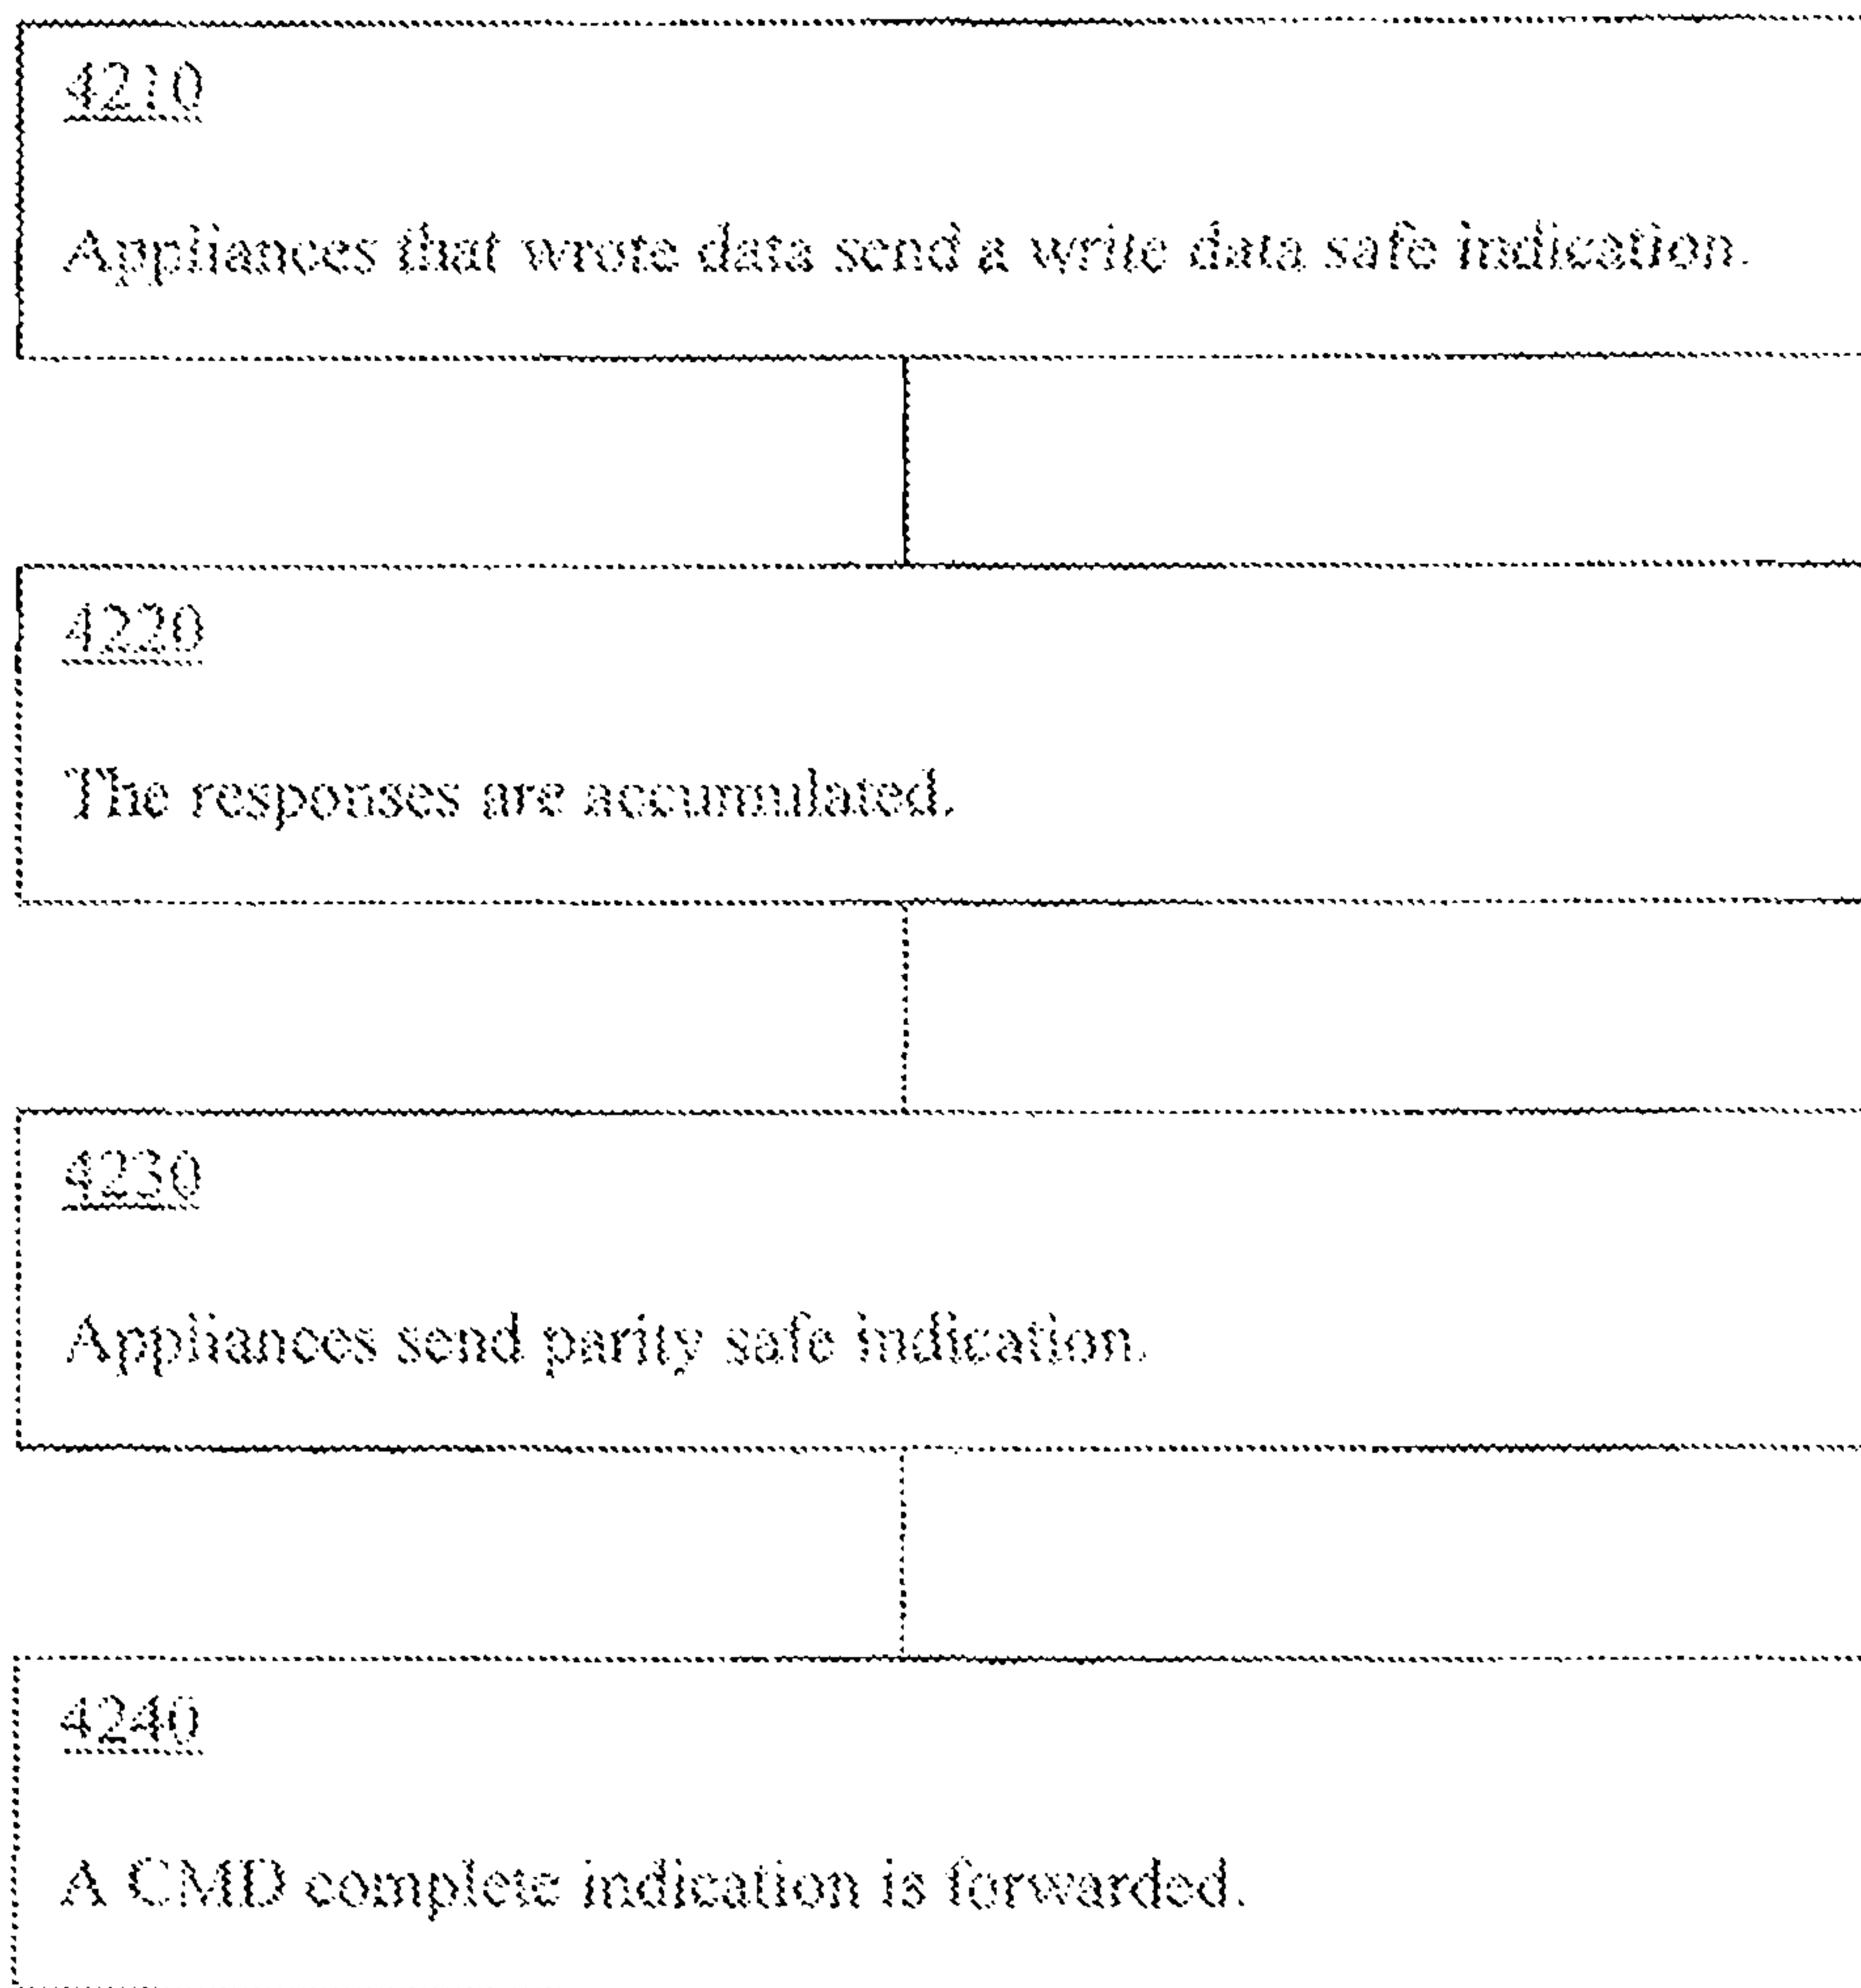 4210
Appliances that wrote data send a write data safe indication.
4220
The responses are accumulated.
4230
Appliances send parity safe indication.
4240
A CMD complete indication is forwarded.